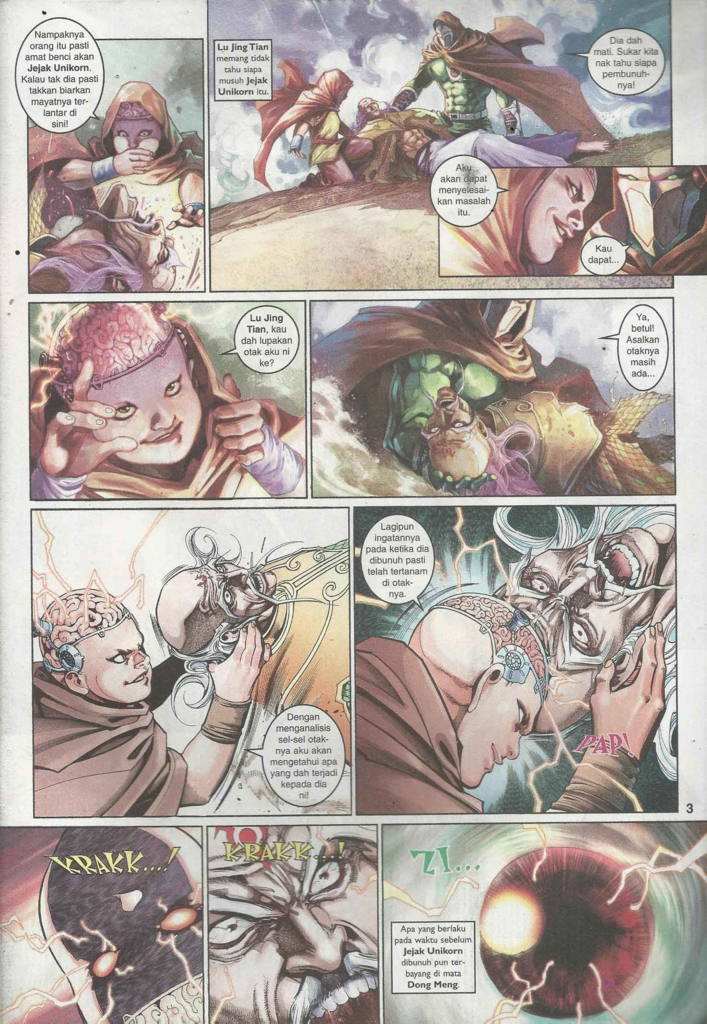 Nampaknya
orang itu pasti
amat benci akan
Jejak Unikorn.
Kalau tak dia pasti
takkan biarkan
mayatnya ter-
lantar di
sini!
Lu Jing Tian
memang tidak
tahu siapa
musuh Jejak
Unikorn itu.
Dia dah
mati. Sukar kita
nak tahu siapa
pembunuh-
nya!
Aku
akan dapat
menyelesai-
kan masalah
itu.
Kau
dapat...
Lu Jing
Tian, kau
dah lupakan
otak aku ni
ke?
Ya,
betul!
Asalkan
otaknya
masih
ada...
Dengan
menganalisis
sel-sel otak-
nya aku akan
mengetahui apa
yang dah terjadi
kepada dia
ni!
Lagipun
ingatannya
pada ketika dia
dibunuh pasti
telah tertanam
di otak-
nya.
PAP!
3
KRAKK...!
KRAKK...!
ZI...
Apa yang berlaku
pada waktu sebelum
Jejak Unikorn
dibunuh pun ter-
bayang di mata
Dong Meng.